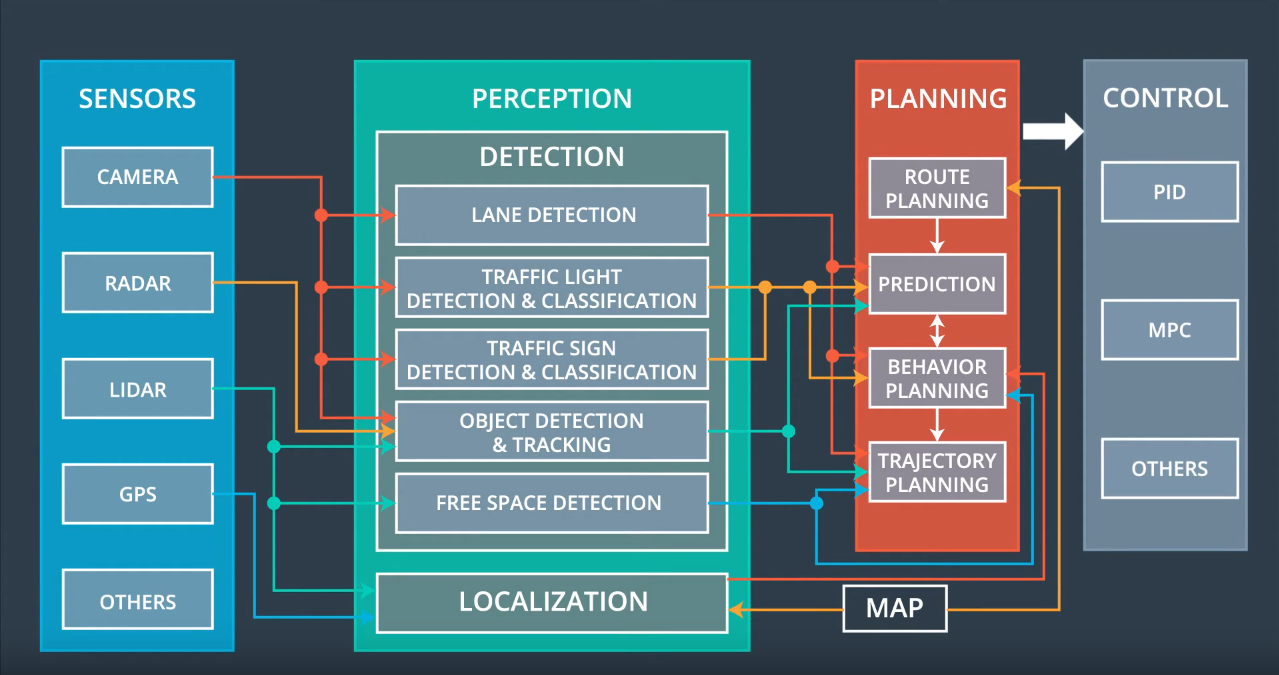 SENSORS
CAMERA
RADAR
LIDAR
GPS
OTHERS
PERCEPTION
DETECTION
LANE DETECTION
TRAFFIC LIGHT
DETECTION & CLASSIFICATION
TRAFFIC SIGN
DETECTION & CLASSIFICATION
OBJECT DETECTION
& TRACKING
FREE SPACE DETECTION
LOCALIZATION
PLANNING
ROUTE
PLANNING
PREDICTION
BEHAVIOR
PLANNING
TRAJECTORY
PLANNING
MAP
CONTROL
PID
MPC
OTHERS